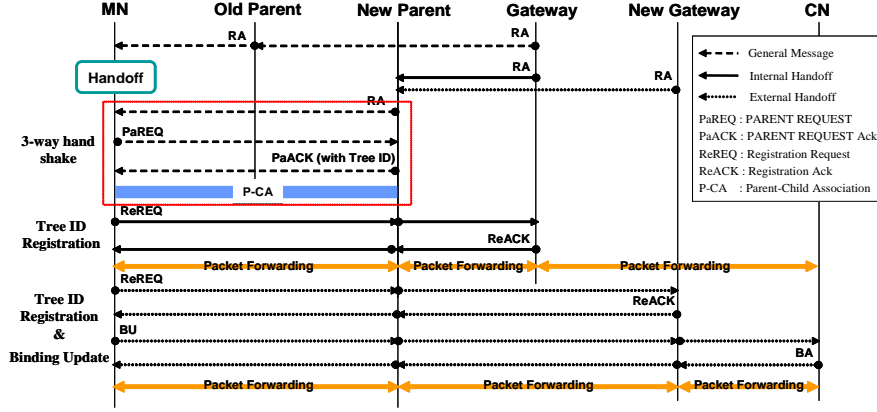 MN Old Parent New Parent Gateway New Gateway CN
RA RA
General Message
Handoff
RA RA
Internal Handoff
External Handoff
RA
PaREQ : PARENT REQUEST
PaREQ
PaACK : PARENT REQUEST Ack
3-way hand
shake
PaACK (with Tree ID)
ReREQ : Registration Request
ReACK : Registration Ack
P-CA
P-CA : Parent-Child Association
ReREQ
Tree ID
Registration
ReACK
Packet Forwarding Packet Forwarding Packet Forwarding
ReREQ
Tree ID
Registration
&
Binding Update
ReACK
BU
BA
Packet Forwarding Packet Forwarding Packet Forwarding